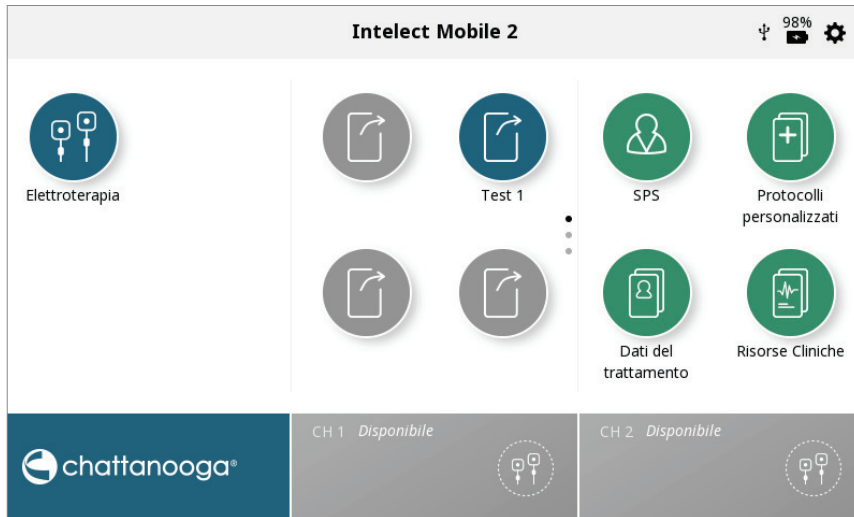 Intelect Mobile 2
98%
Elettroterapia
Test 1
SPS
Protocolli
personalizzati
Dati del
trattamento
Risorse Cliniche
chattanooga®
CH 1 Disponibile
CH 2 Disponibile